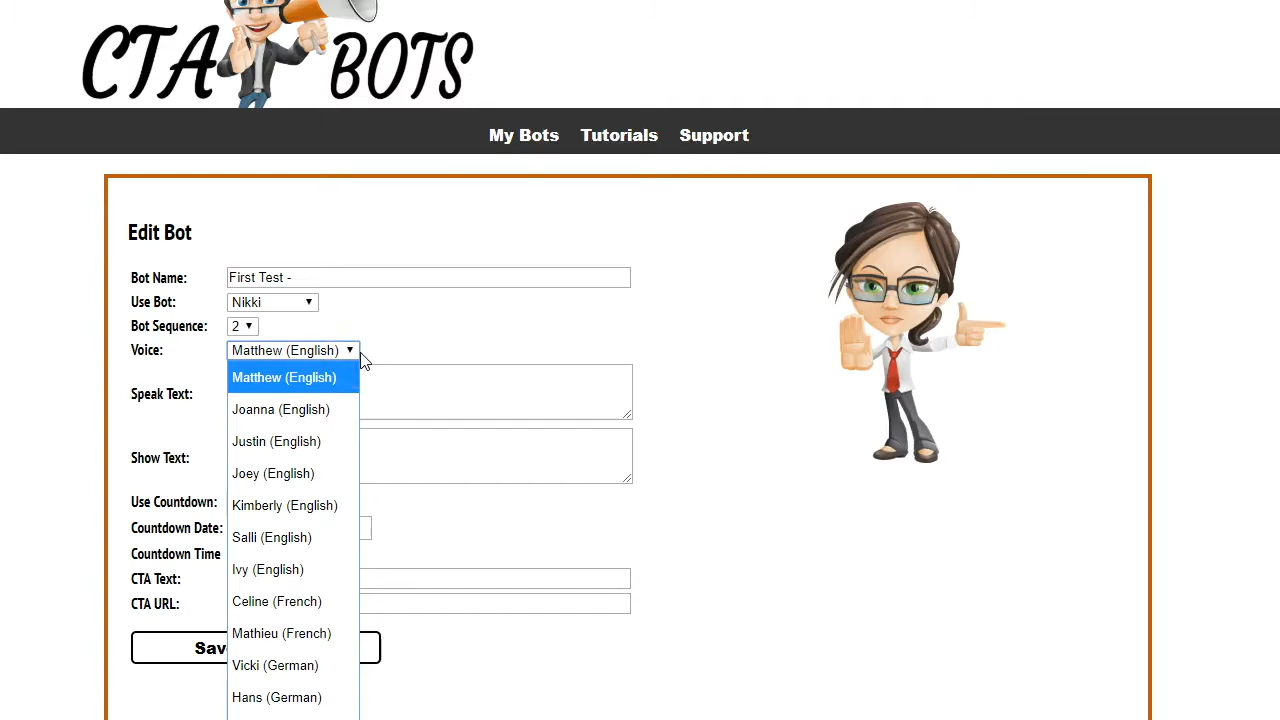 CTA BOTS
My Bots Tutorials Support
Edit Bot
Bot Name: First Test -
Use Bot: Nikki
Bot Sequence: 2
Voice: Matthew (English)
Matthew (English)
Speak Text:
Joanna (English)
Justin (English)
Show Text:
Joey (English)
Use Countdown:
Kimberly (English)
Countdown Date:
Salli (English)
Countdown Time
Ivy (English)
CTA Text:
CTA URL:
Celine (French)
Mathieu (French)
Sav
Vicki (German)
Hans (German)